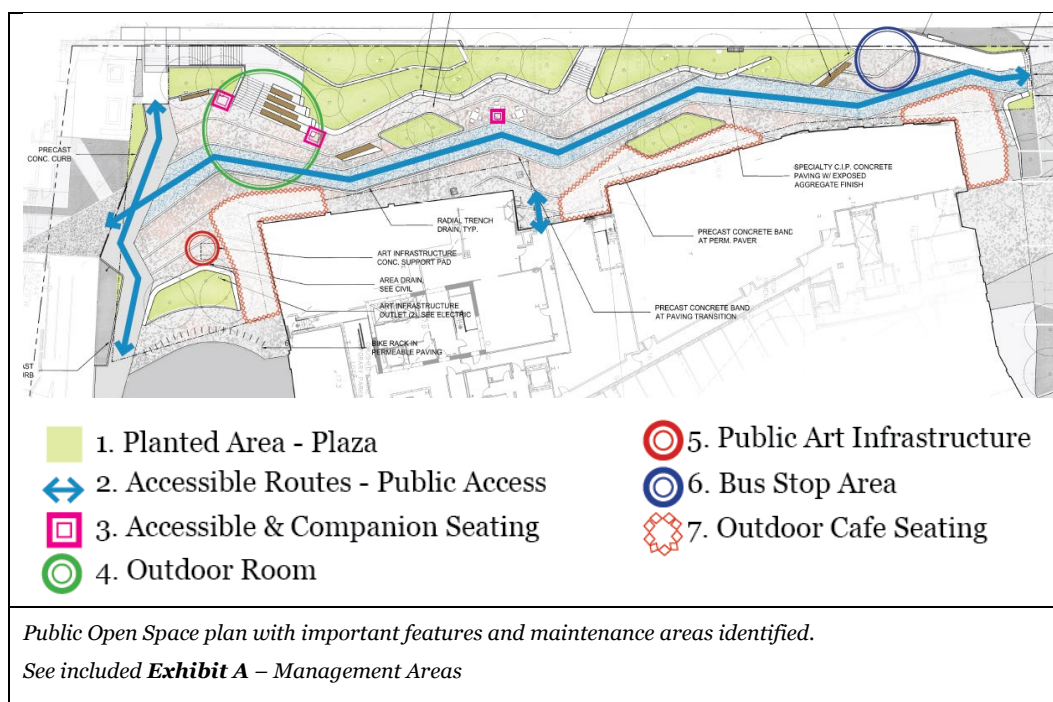 PRECAST
CONC. CURB
RADIAL TRENCH
DRAIN, TYP.
ART INFRASTRUCTURE
CONC. SUPPORT PAD
AREA DRAIN,
SEE CIVIL
ART INFRASTRUCTURE
OUTLET (2), SEE ELECTRIC
BIKE RACK IN
PERMEABLE PAVING
SPECIALTY C.I.P. CONCRETE
PAVING W/ EXPOSED
AGGREGATE FINISH
PRECAST CONCRETE BAND
AT PERM. PAVER
PRECAST CONCRETE BAND
AT PAVING TRANSITION
AST
URB
1. Planted Area - Plaza
2. Accessible Routes - Public Access
3. Accessible & Companion Seating
4. Outdoor Room
5. Public Art Infrastructure
6. Bus Stop Area
7. Outdoor Cafe Seating
Public Open Space plan with important features and maintenance areas identified.
See included Exhibit A – Management Areas